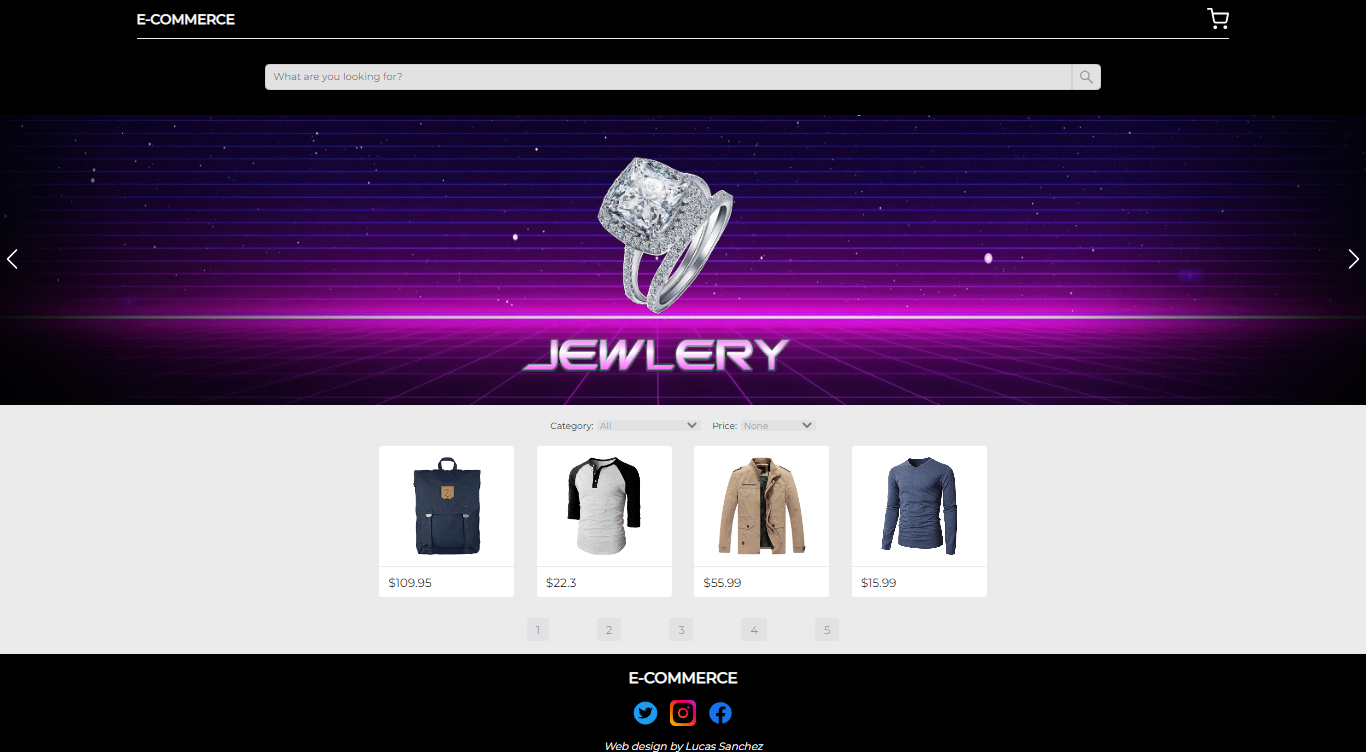 E-COMMERCE
What are you looking for?
JEWLERY
Category: All Price: None
$109.95 $22.3 $55.99 $15.99
1 2 3 4 5
E-COMMERCE
Web design by Lucas Sanchez